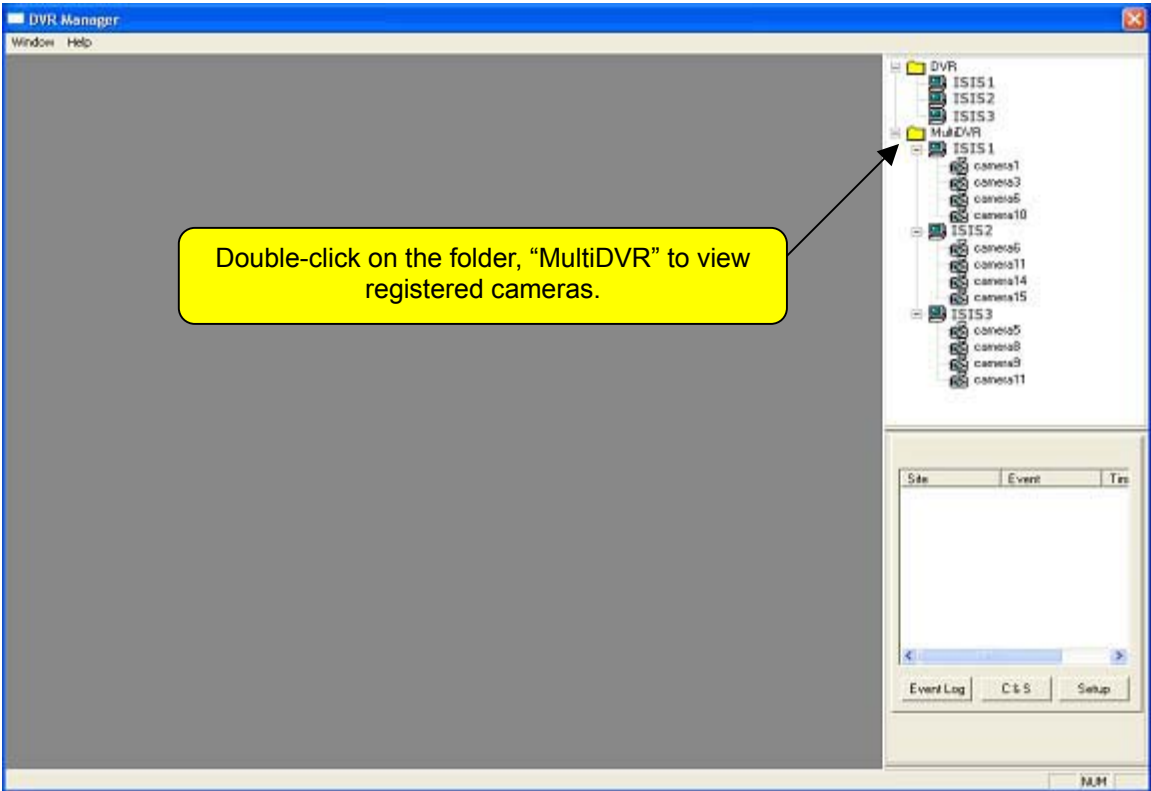 DVR Manager
Window Help
DVR
ISIS1
ISIS2
ISIS3
MultiDVR
ISIS1
camera1
camera3
camera5
camera10
ISIS2
camera6
camera11
camera14
camera15
ISIS3
camera5
camera8
camera9
camera11
Double-click on the folder, “MultiDVR” to view
registered cameras.
Site Event Tim
Event Log C & S Setup
NUM